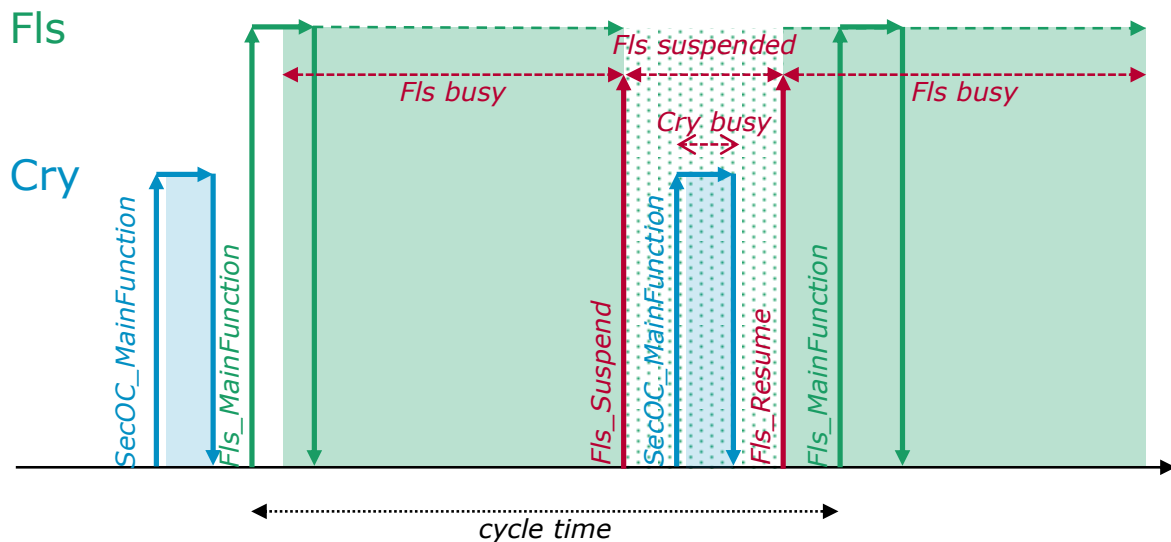 Fls
Fls suspended
Fls busy
Fls busy
Cry busy
Cry
SecOC_MainFunction
Fls_MainFunction
Fls_Suspend
SecOC_MainFunction
Fls_Resume
Fls_MainFunction
cycle time